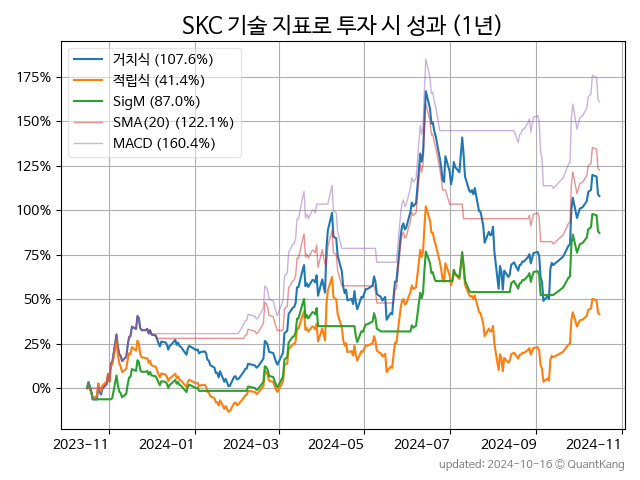 SKC 기술 지표로 투자 시 성과 (1년)
거치식 (107.6%)
적립식 (41.4%)
SigM (87.0%)
SMA(20) (122.1%)
MACD (160.4%)
175%
150%
125%
100%
75%
50%
25%
0%
2023-11 2024-01 2024-03 2024-05 2024-07 2024-09 2024-11
updated: 2024-10-16 © QuantKang